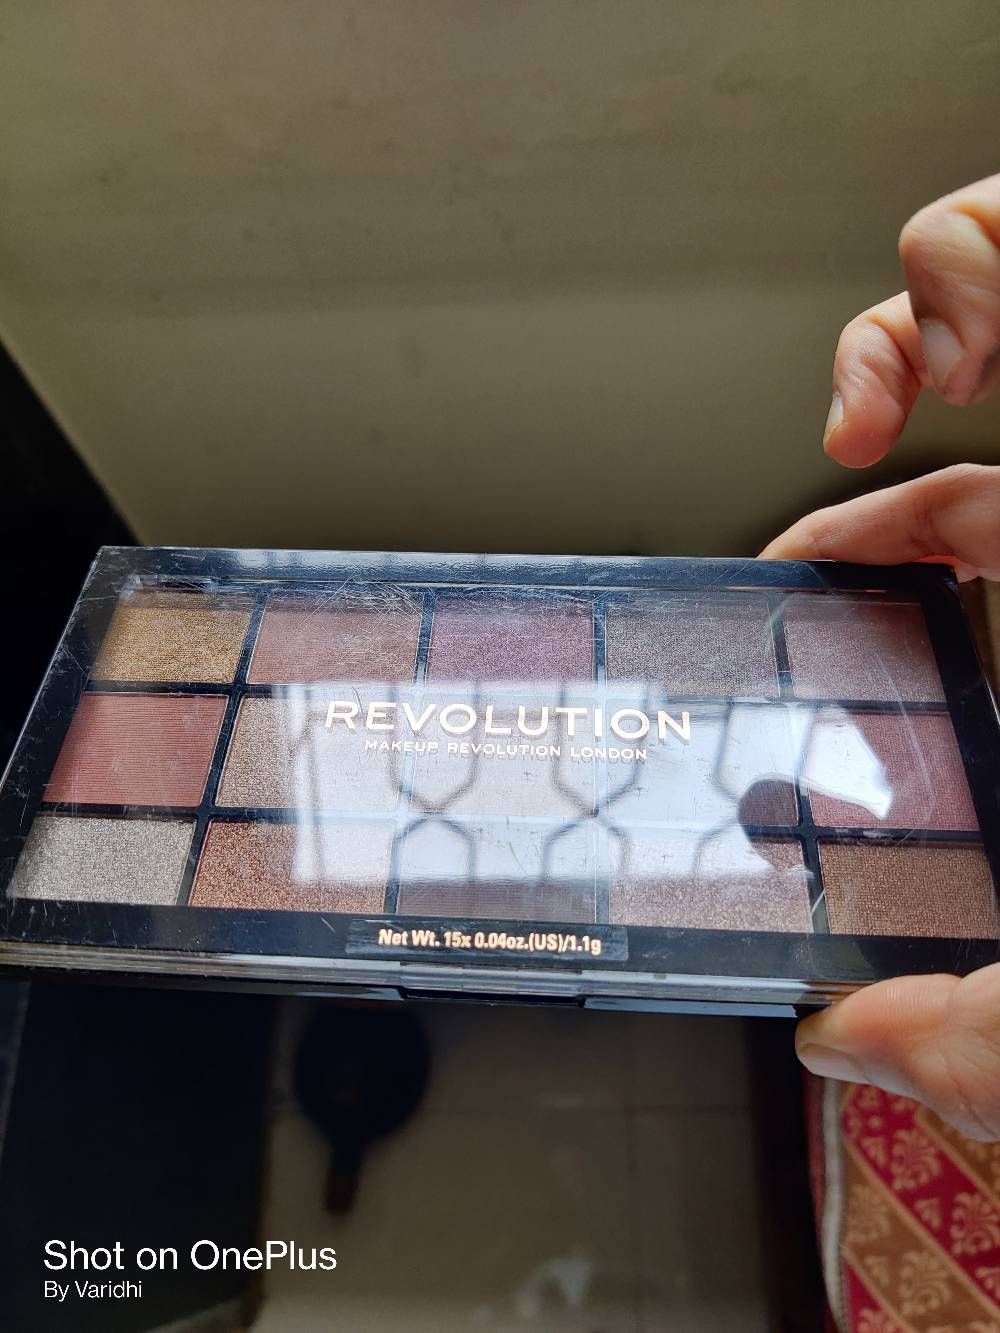 REVOLUTION
MAKEUP REVOLUTION LONDON
Net Wt. 15x 0.04oz.(US)/1.1g
Shot on OnePlus
By Varidhi